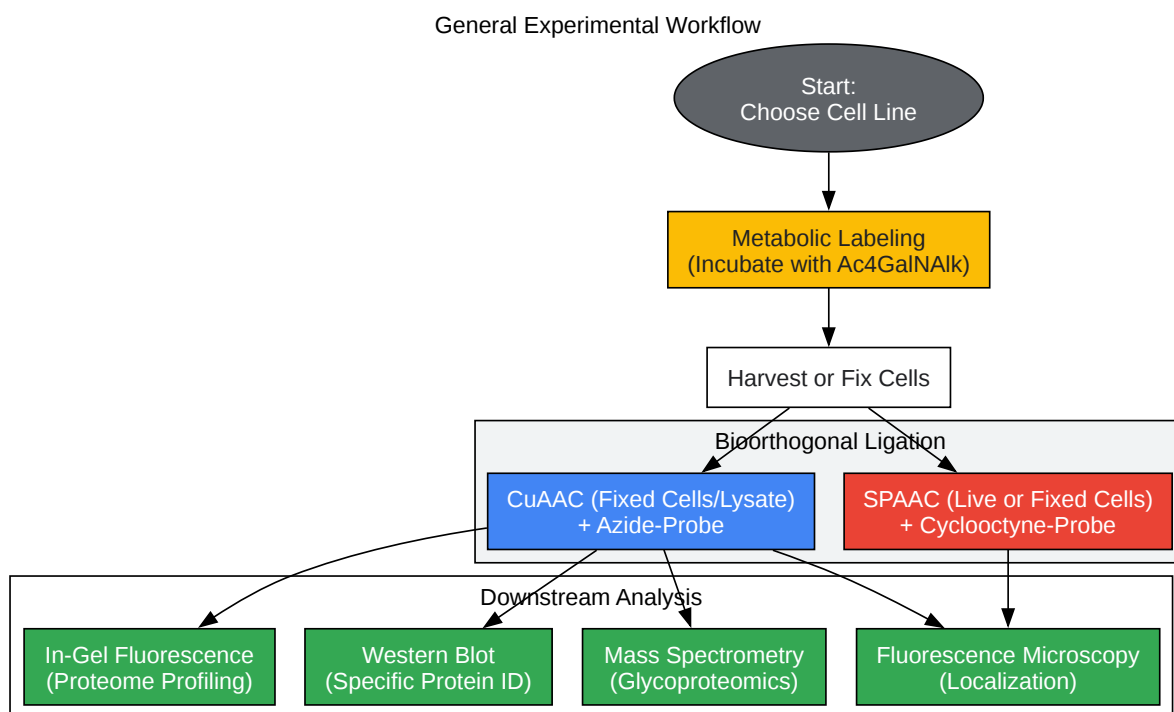 General Experimental Workflow
Start:
Choose Cell Line
Metabolic Labeling
(Incubate with Ac4GalNAlk)
Harvest or Fix Cells
Bioorthogonal Ligation
CuAAC (Fixed Cells/Lysate)
+ Azide-Probe
SPAAC (Live or Fixed Cells)
+ Cyclooctyne-Probe
Downstream Analysis
In-Gel Fluorescence
(Proteome Profiling)
Western Blot
(Specific Protein ID)
Mass Spectrometry
(Glycoproteomics)
Fluorescence Microscopy
(Localization)